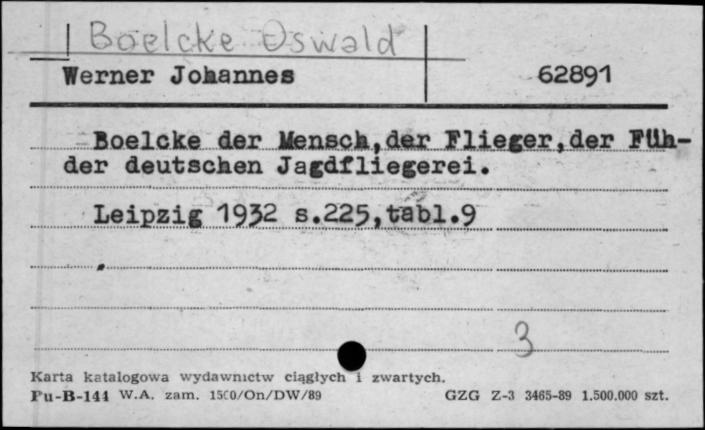 Boelcke Oswald
Werner Johannes 62891
Boelcke der Mensch,der Flieger,der Füh-
der deutschen Jagdfliegerei.
Leipzig 1932 s.225,tabl.9
3
Karta katalogowa wydawnictw ciągłych i zwartych.
Pu-B-144 W.A. zam. 1500/On/DW/89 GZG Z-3 3465-89 1.500.000 szt.